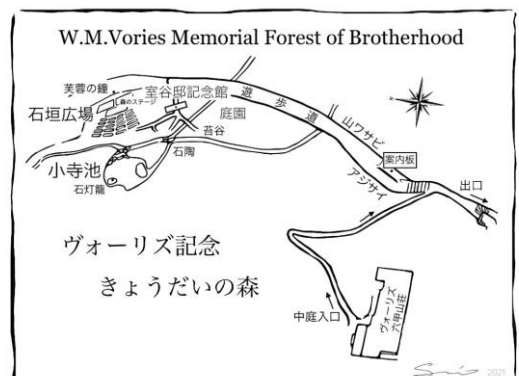 W.M.Vories Memorial Forest of Brotherhood
芙蓉の鐘
森のステージ
石垣広場
室谷邸記念館
庭園
遊歩道
山ワサビ
苔谷
石陶
小寺池
石灯籠
案内板
アジサイ
出口
ヴォーリズ記念
きょうだいの森
中庭入口
ヴォーリズ
六甲山荘
2021